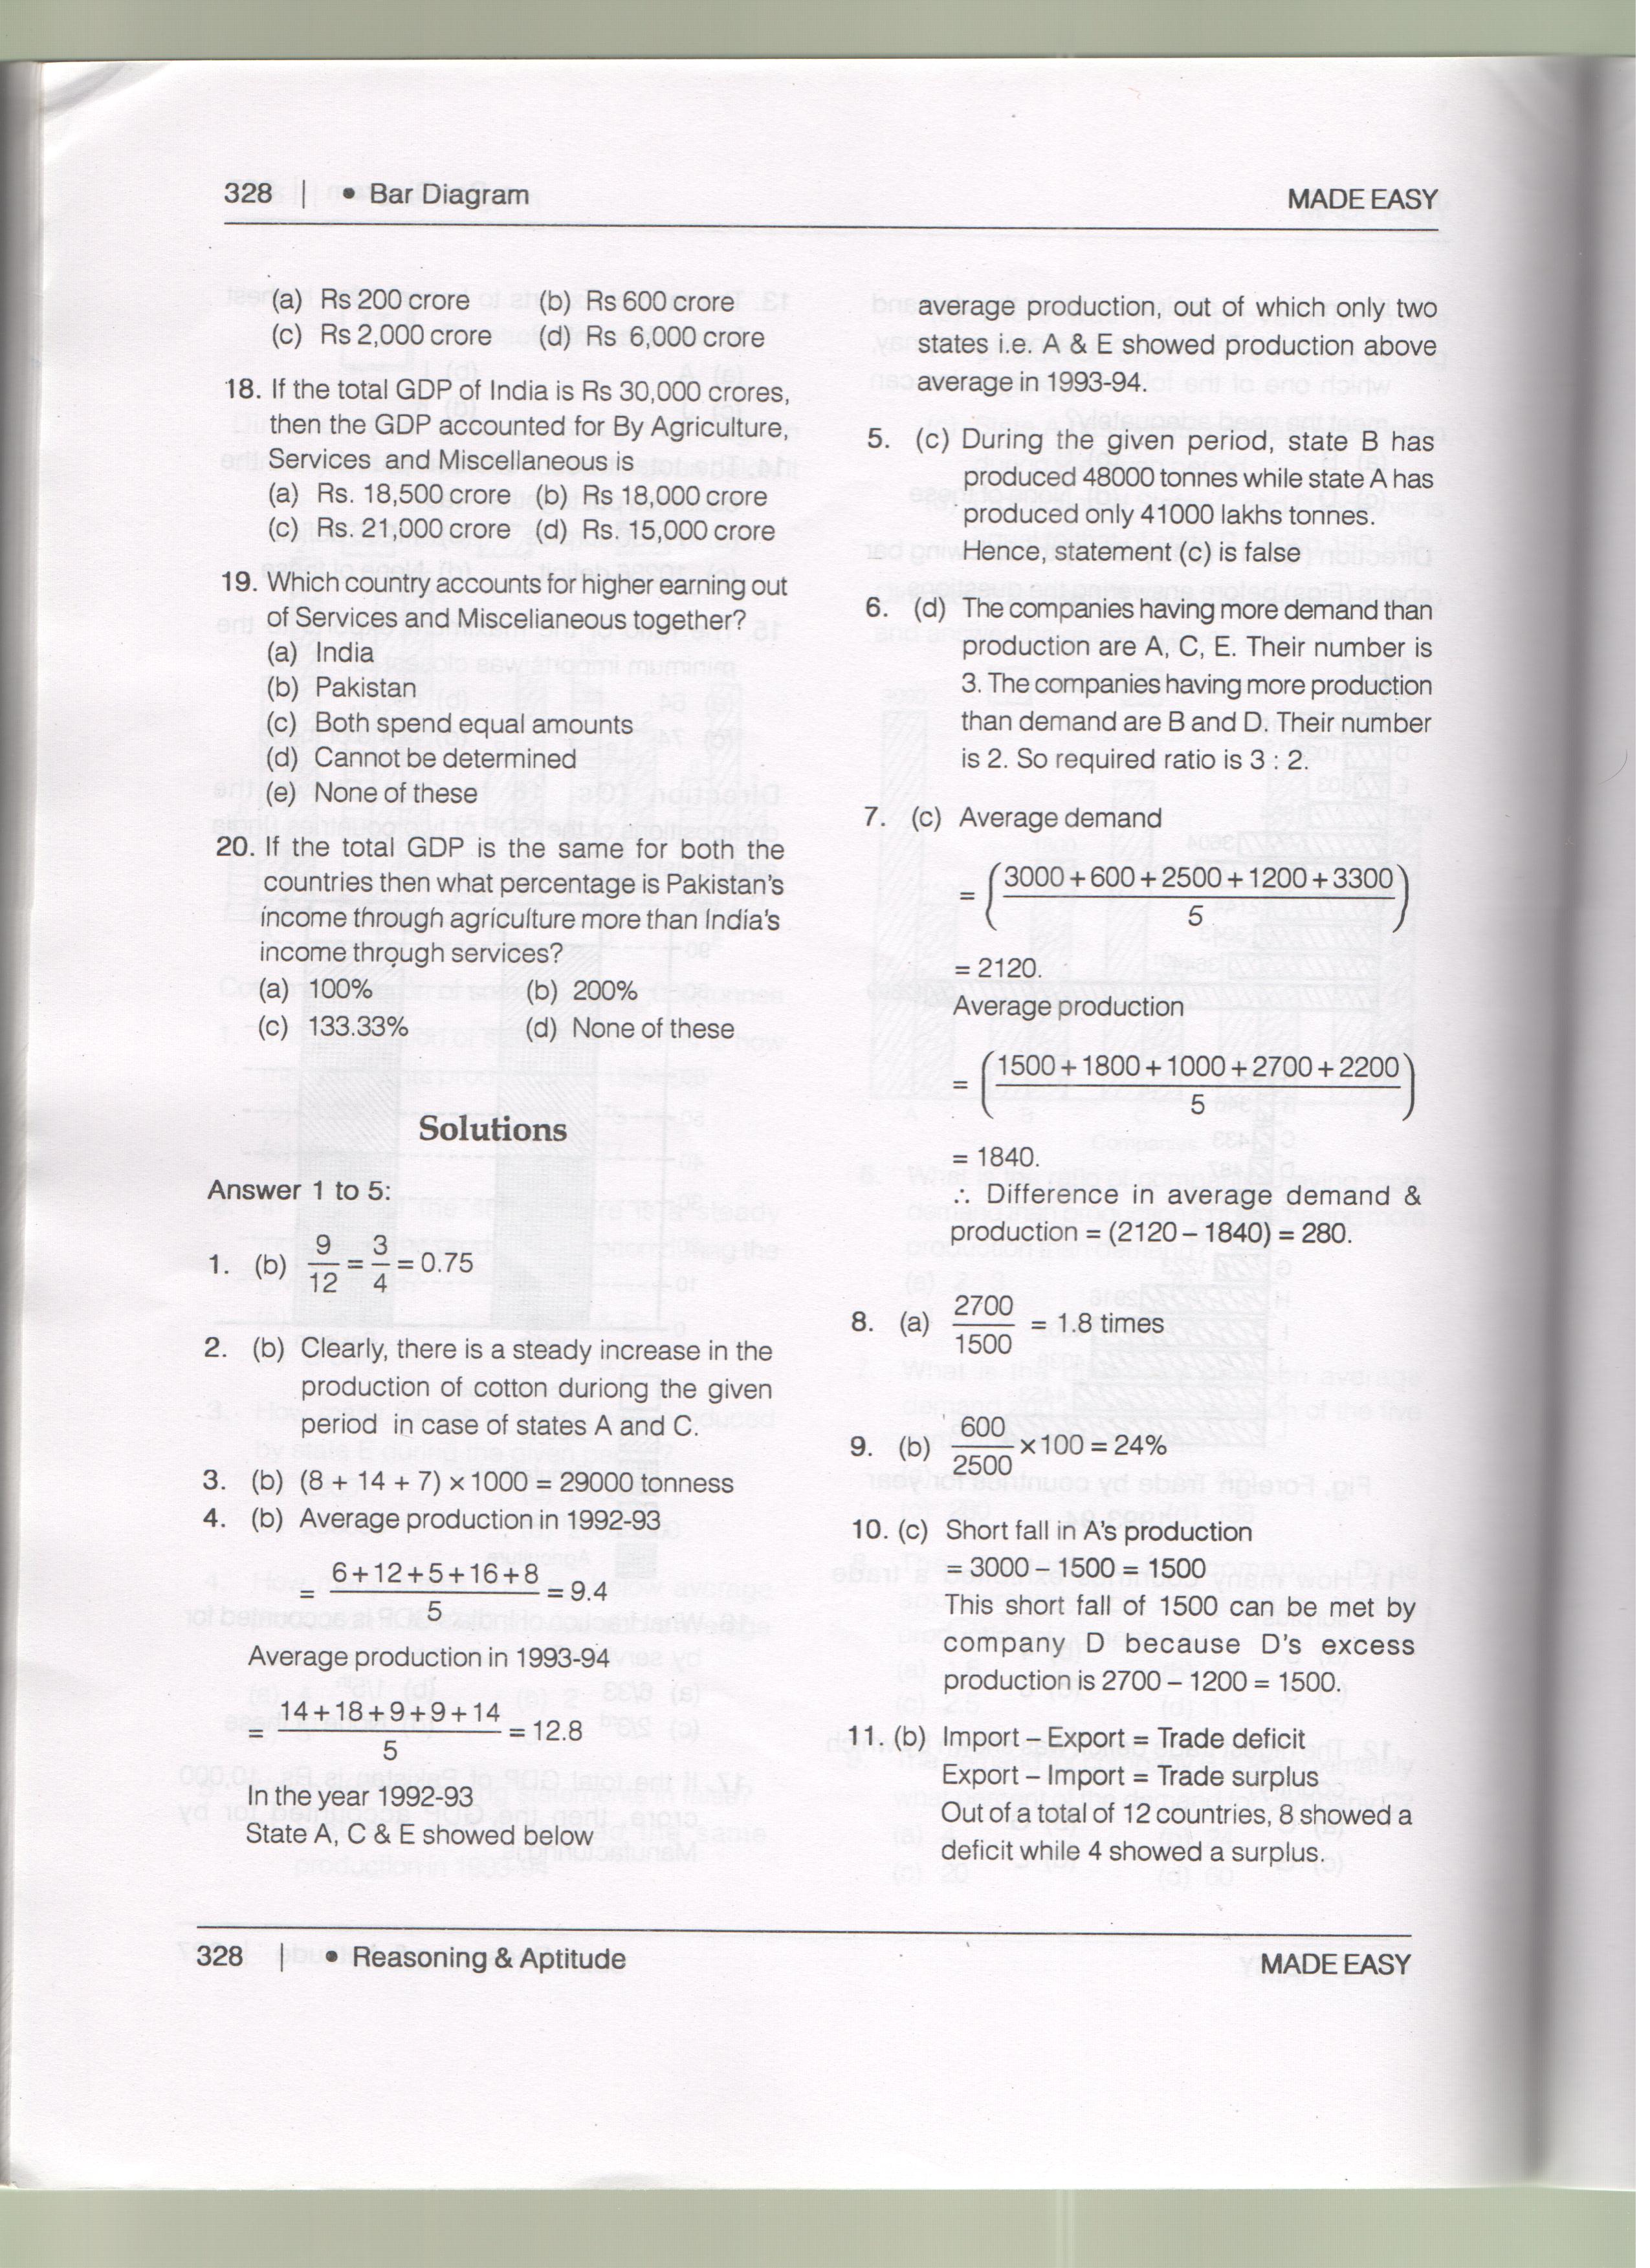 328 | • Bar Diagram MADE EASY
(a) Rs 200 crore (b) Rs 600 crore
(c) Rs 2,000 crore (d) Rs 6,000 crore
18. If the total GDP of India is Rs 30,000 crores,
then the GDP accounted for By Agriculture,
Services and Miscellaneous is
(a) Rs. 18,500 crore (b) Rs 18,000 crore
(c) Rs. 21,000 crore (d) Rs. 15,000 crore
19. Which country accounts for higher earning out
of Services and Miscelianeous together?
(a) India
(b) Pakistan
(c) Both spend equal amounts
(d) Cannot be determined
(e) None of these
20. If the total GDP is the same for both the
countries then what percentage is Pakistan's
income through agriculture more than India's
income through services?
(a) 100% (b) 200%
(c) 133.33% (d) None of these
Solutions
Answer 1 to 5:
1. (b) 9/12 = 3/4 = 0.75
2. (b) Clearly, there is a steady increase in the
production of cotton duriong the given
period in case of states A and C.
3. (b) (8 + 14 + 7) × 1000 = 29000 tonness
4. (b) Average production in 1992-93
= (6+12+5+16+8)/5 = 9.4
Average production in 1993-94
= (14+18+9+9+14)/5 = 12.8
In the year 1992-93
State A, C & E showed below
average production, out of which only two
states i.e. A & E showed production above
average in 1993-94.
5. (c) During the given period, state B has
produced 48000 tonnes while state A has
produced only 41000 lakhs tonnes.
Hence, statement (c) is false
6. (d) The companies having more demand than
production are A, C, E. Their number is
3. The companies having more production
than demand are B and D. Their number
is 2. So required ratio is 3 : 2.
7. (c) Average demand
= ((3000+600+2500+1200+3300)/5)
= 2120.
Average production
= ((1500+1800+1000+2700+2200)/5)
= 1840.
∴ Difference in average demand &
production = (2120 – 1840) = 280.
8. (a) 2700/1500 = 1.8 times
9. (b) 600/2500 ×100 = 24%
10. (c) Short fall in A's production
= 3000 – 1500 = 1500
This short fall of 1500 can be met by
company D because D's excess
production is 2700 – 1200 = 1500.
11. (b) Import – Export = Trade deficit
Export – Import = Trade surplus
Out of a total of 12 countries, 8 showed a
deficit while 4 showed a surplus.
328 | • Reasoning & Aptitude MADE EASY